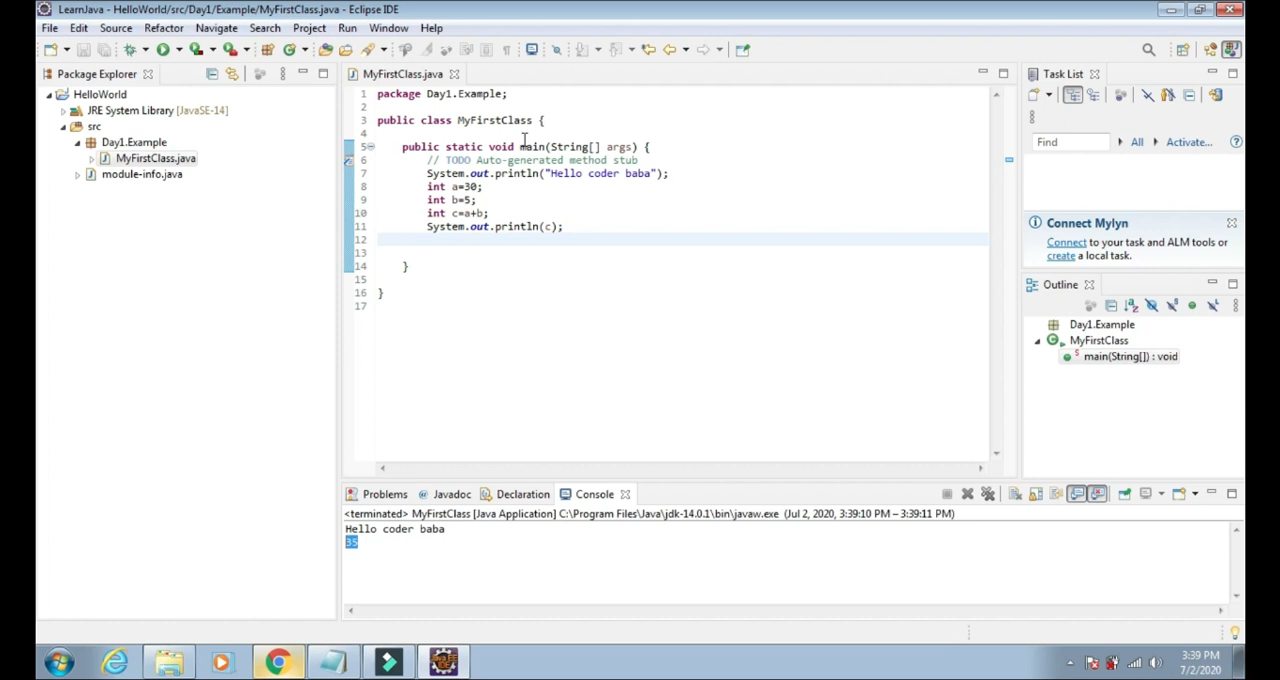 LearnJava - HelloWorld/src/Day1/Example/MyFirstClass.java - Eclipse IDE
File Edit Source Refactor Navigate Search Project Run Window Help
Package Explorer
HelloWorld
JRE System Library [JavaSE-14]
src
Day1.Example
MyFirstClass.java
module-info.java
MyFirstClass.java
1 package Day1.Example;
2
3 public class MyFirstClass {
4
5 public static void main(String[] args) {
6 // TODO Auto-generated method stub
7 System.out.println("Hello coder baba");
8 int a=30;
9 int b=5;
10 int c=a+b;
11 System.out.println(c);
12
13
14 }
15
16 }
17
Task List
Find All Activate...
Connect Mylyn
Connect to your task and ALM tools or
create a local task.
Outline
Day1.Example
MyFirstClass
main(String[]) : void
Problems Javadoc Declaration Console
<terminated> MyFirstClass [Java Application] C:\Program Files\Java\jdk-14.0.1\bin\javaw.exe (Jul 2, 2020, 3:39:10 PM – 3:39:11 PM)
Hello coder baba
35
3:39 PM
7/2/2020